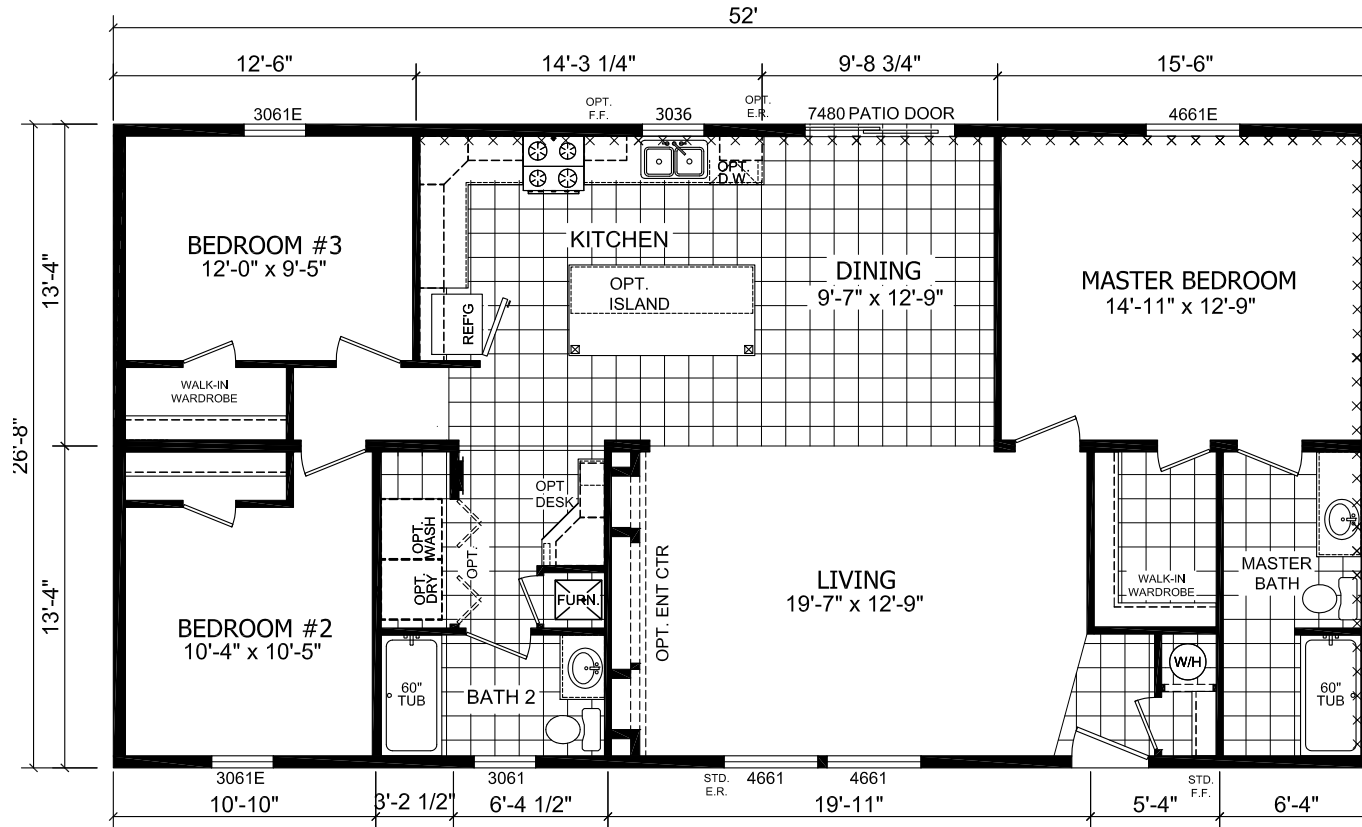 52'
12'-6"
14'-3 1/4"
9'-8 3/4"
15'-6"
3061E
OPT.
F.F.
3036
OPT.
E.R.
7480 PATIO DOOR
4661E
26'-8"
13'-4"
13'-4"
BEDROOM #3
12'-0" x 9'-5"
WALK-IN
WARDROBE
KITCHEN
OPT.
D.W
OPT.
ISLAND
REF'G
DINING
9'-7" x 12'-9"
MASTER BEDROOM
14'-11" x 12'-9"
BEDROOM #2
10'-4" x 10'-5"
OPT.
WASH
OPT.
DRY
OPT.
OPT
DESK
FURN.
OPT. ENT CTR
LIVING
19'-7" x 12'-9"
WALK-IN
WARDROBE
MASTER
BATH
W/H
60"
TUB
BATH 2
60"
TUB
3061E
3061
STD.
E.R.
4661
4661
STD.
F.F.
10'-10"
3'-2 1/2"
6'-4 1/2"
19'-11"
5'-4"
6'-4"